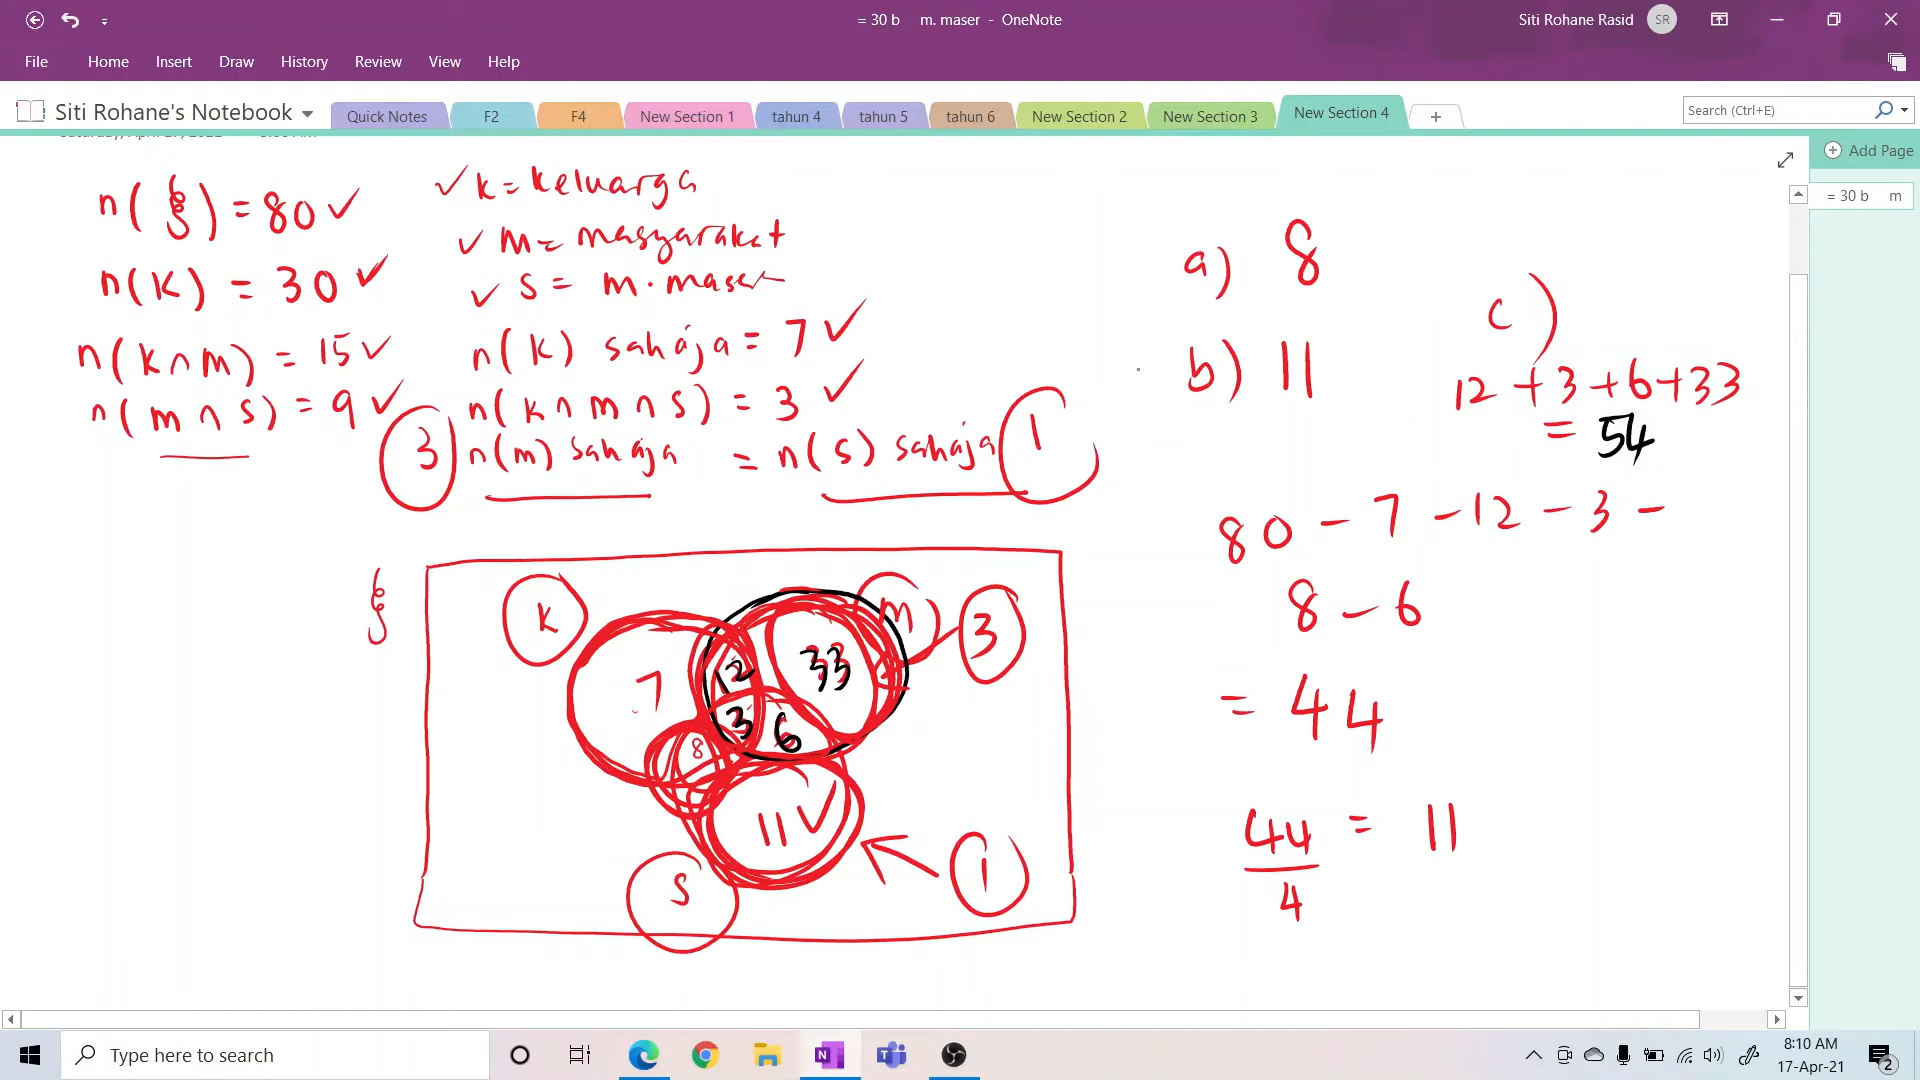 = 30 b m. maser - OneNote
Siti Rohane Rasid SR
File Home Insert Draw History Review View Help
Siti Rohane's Notebook
Quick Notes F2 F4 New Section 1 tahun 4 tahun 5 tahun 6 New Section 2 New Section 3 New Section 4 +
Search (Ctrl+E)
Add Page
= 30 b m
n(ξ) = 80 ✓
n(K) = 30 ✓
n(K ∩ M) = 15 ✓
n(M ∩ S) = 9 ✓
✓ K = Keluarga
✓ M = masyarakat
✓ S = m. maser
n(K) sahaja = 7 ✓
n(K ∩ M ∩ S) = 3 ✓
3 n(M) sahaja = n(S) sahaja 1
ξ
K
M
3
7
12
33
3
6
8
11 ✓
S
1
a) 8
b) 11
c)
12 + 3 + 6 + 33
= 54
80 - 7 - 12 - 3 -
8 - 6
= 44
44 = 11
4
Type here to search
8:10 AM
17-Apr-21
2